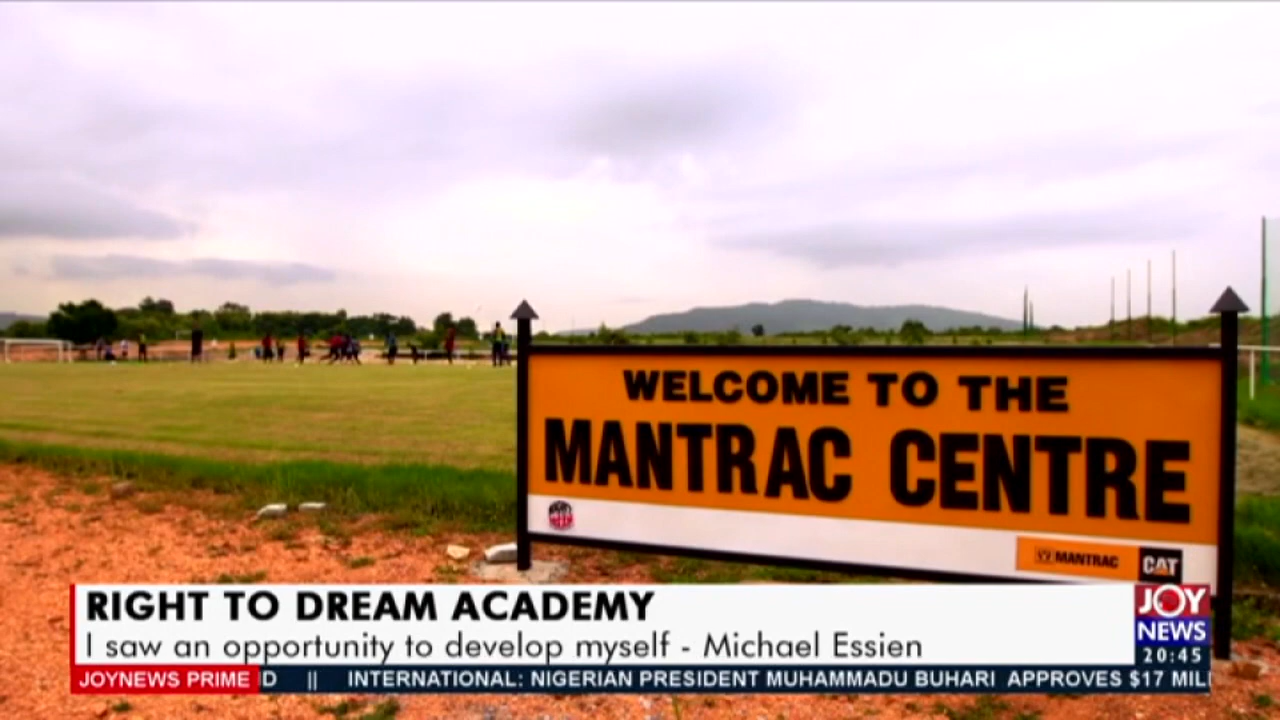 WELCOME TO THE
MANTRAC CENTRE
MANTRAC
CAT
RIGHT TO DREAM ACADEMY
I saw an opportunity to develop myself - Michael Essien
JOY
NEWS
20:45
JOYNEWS PRIME
D || INTERNATIONAL: NIGERIAN PRESIDENT MUHAMMADU BUHARI APPROVES $17 MIL